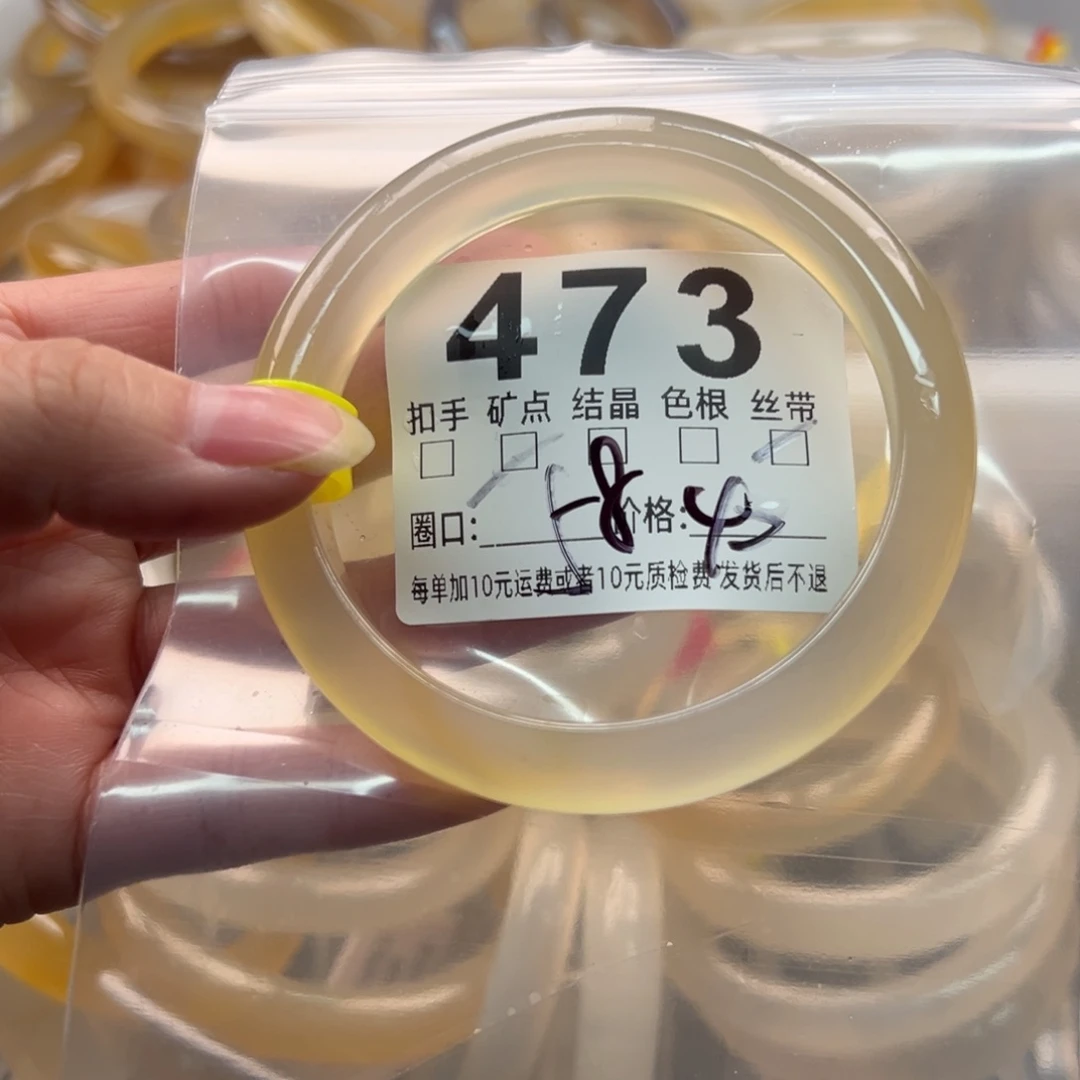 473
扣手 矿点 结晶 色根 丝带
圈口: 价格:
每单加10元运费或者10元质检费 发货后不退